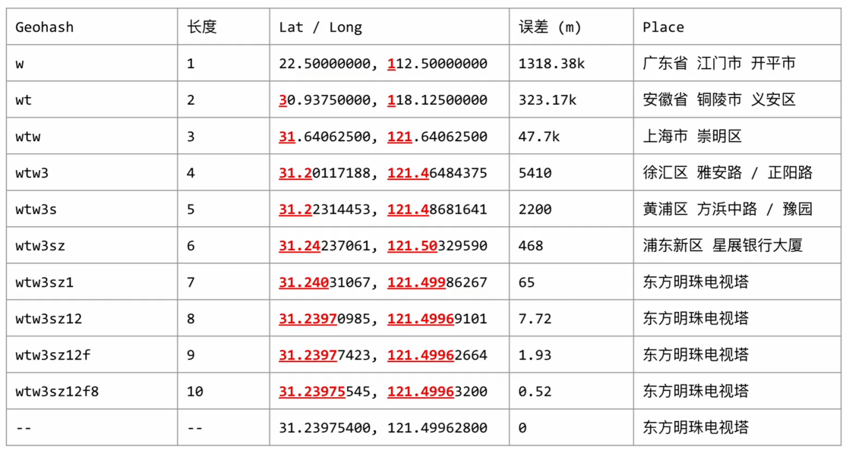 Geohash 长度 Lat / Long 误差 (m) Place
w 1 22.50000000, 112.50000000 1318.38k 广东省 江门市 开平市
wt 2 30.93750000, 118.12500000 323.17k 安徽省 铜陵市 义安区
wtw 3 31.64062500, 121.64062500 47.7k 上海市 崇明区
wtw3 4 31.20117188, 121.46484375 5410 徐汇区 雅安路 / 正阳路
wtw3s 5 31.22314453, 121.48681641 2200 黄浦区 方浜中路 / 豫园
wtw3sz 6 31.24237061, 121.50329590 468 浦东新区 星展银行大厦
wtw3sz1 7 31.24031067, 121.49986267 65 东方明珠电视塔
wtw3sz12 8 31.23970985, 121.49969101 7.72 东方明珠电视塔
wtw3sz12f 9 31.23977423, 121.49962664 1.93 东方明珠电视塔
wtw3sz12f8 10 31.23975545, 121.49963200 0.52 东方明珠电视塔
-- -- 31.23975400, 121.49962800 0 东方明珠电视塔